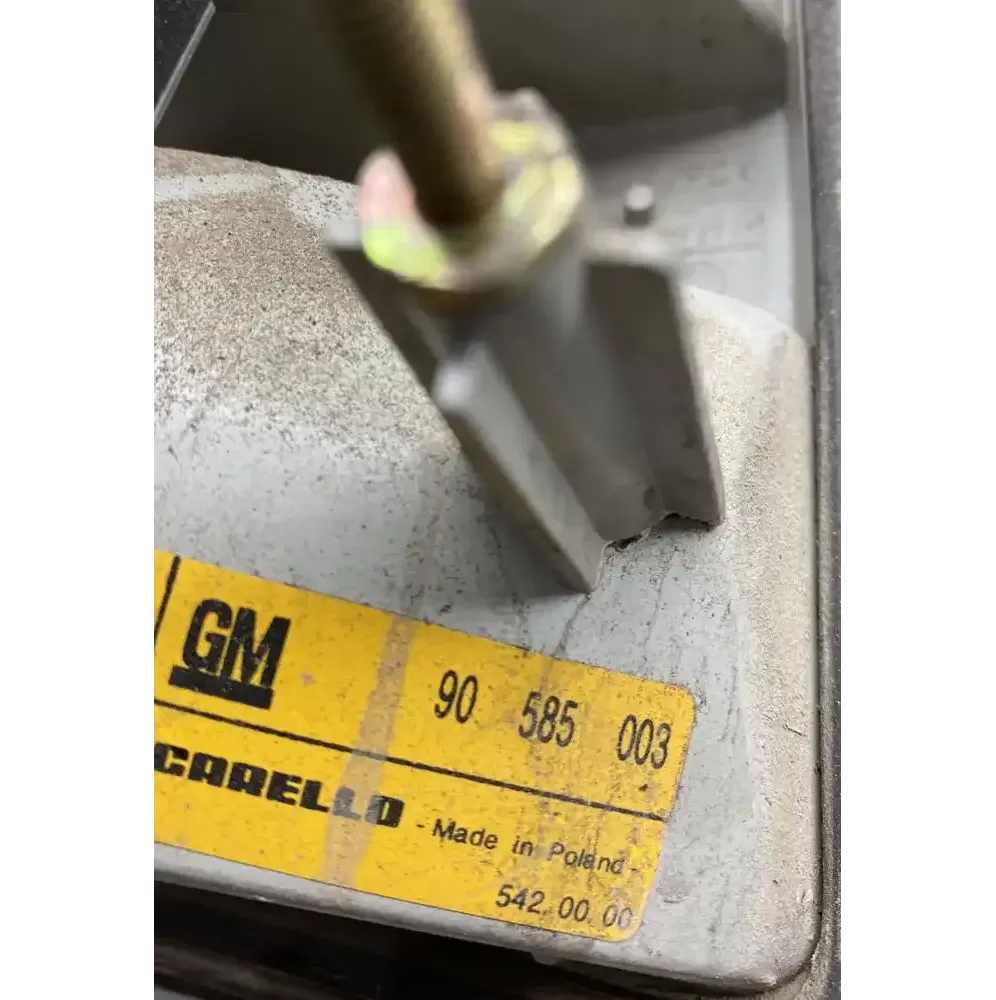 GM 90 585 003
CARELLO - Made in Poland -
542.00.00